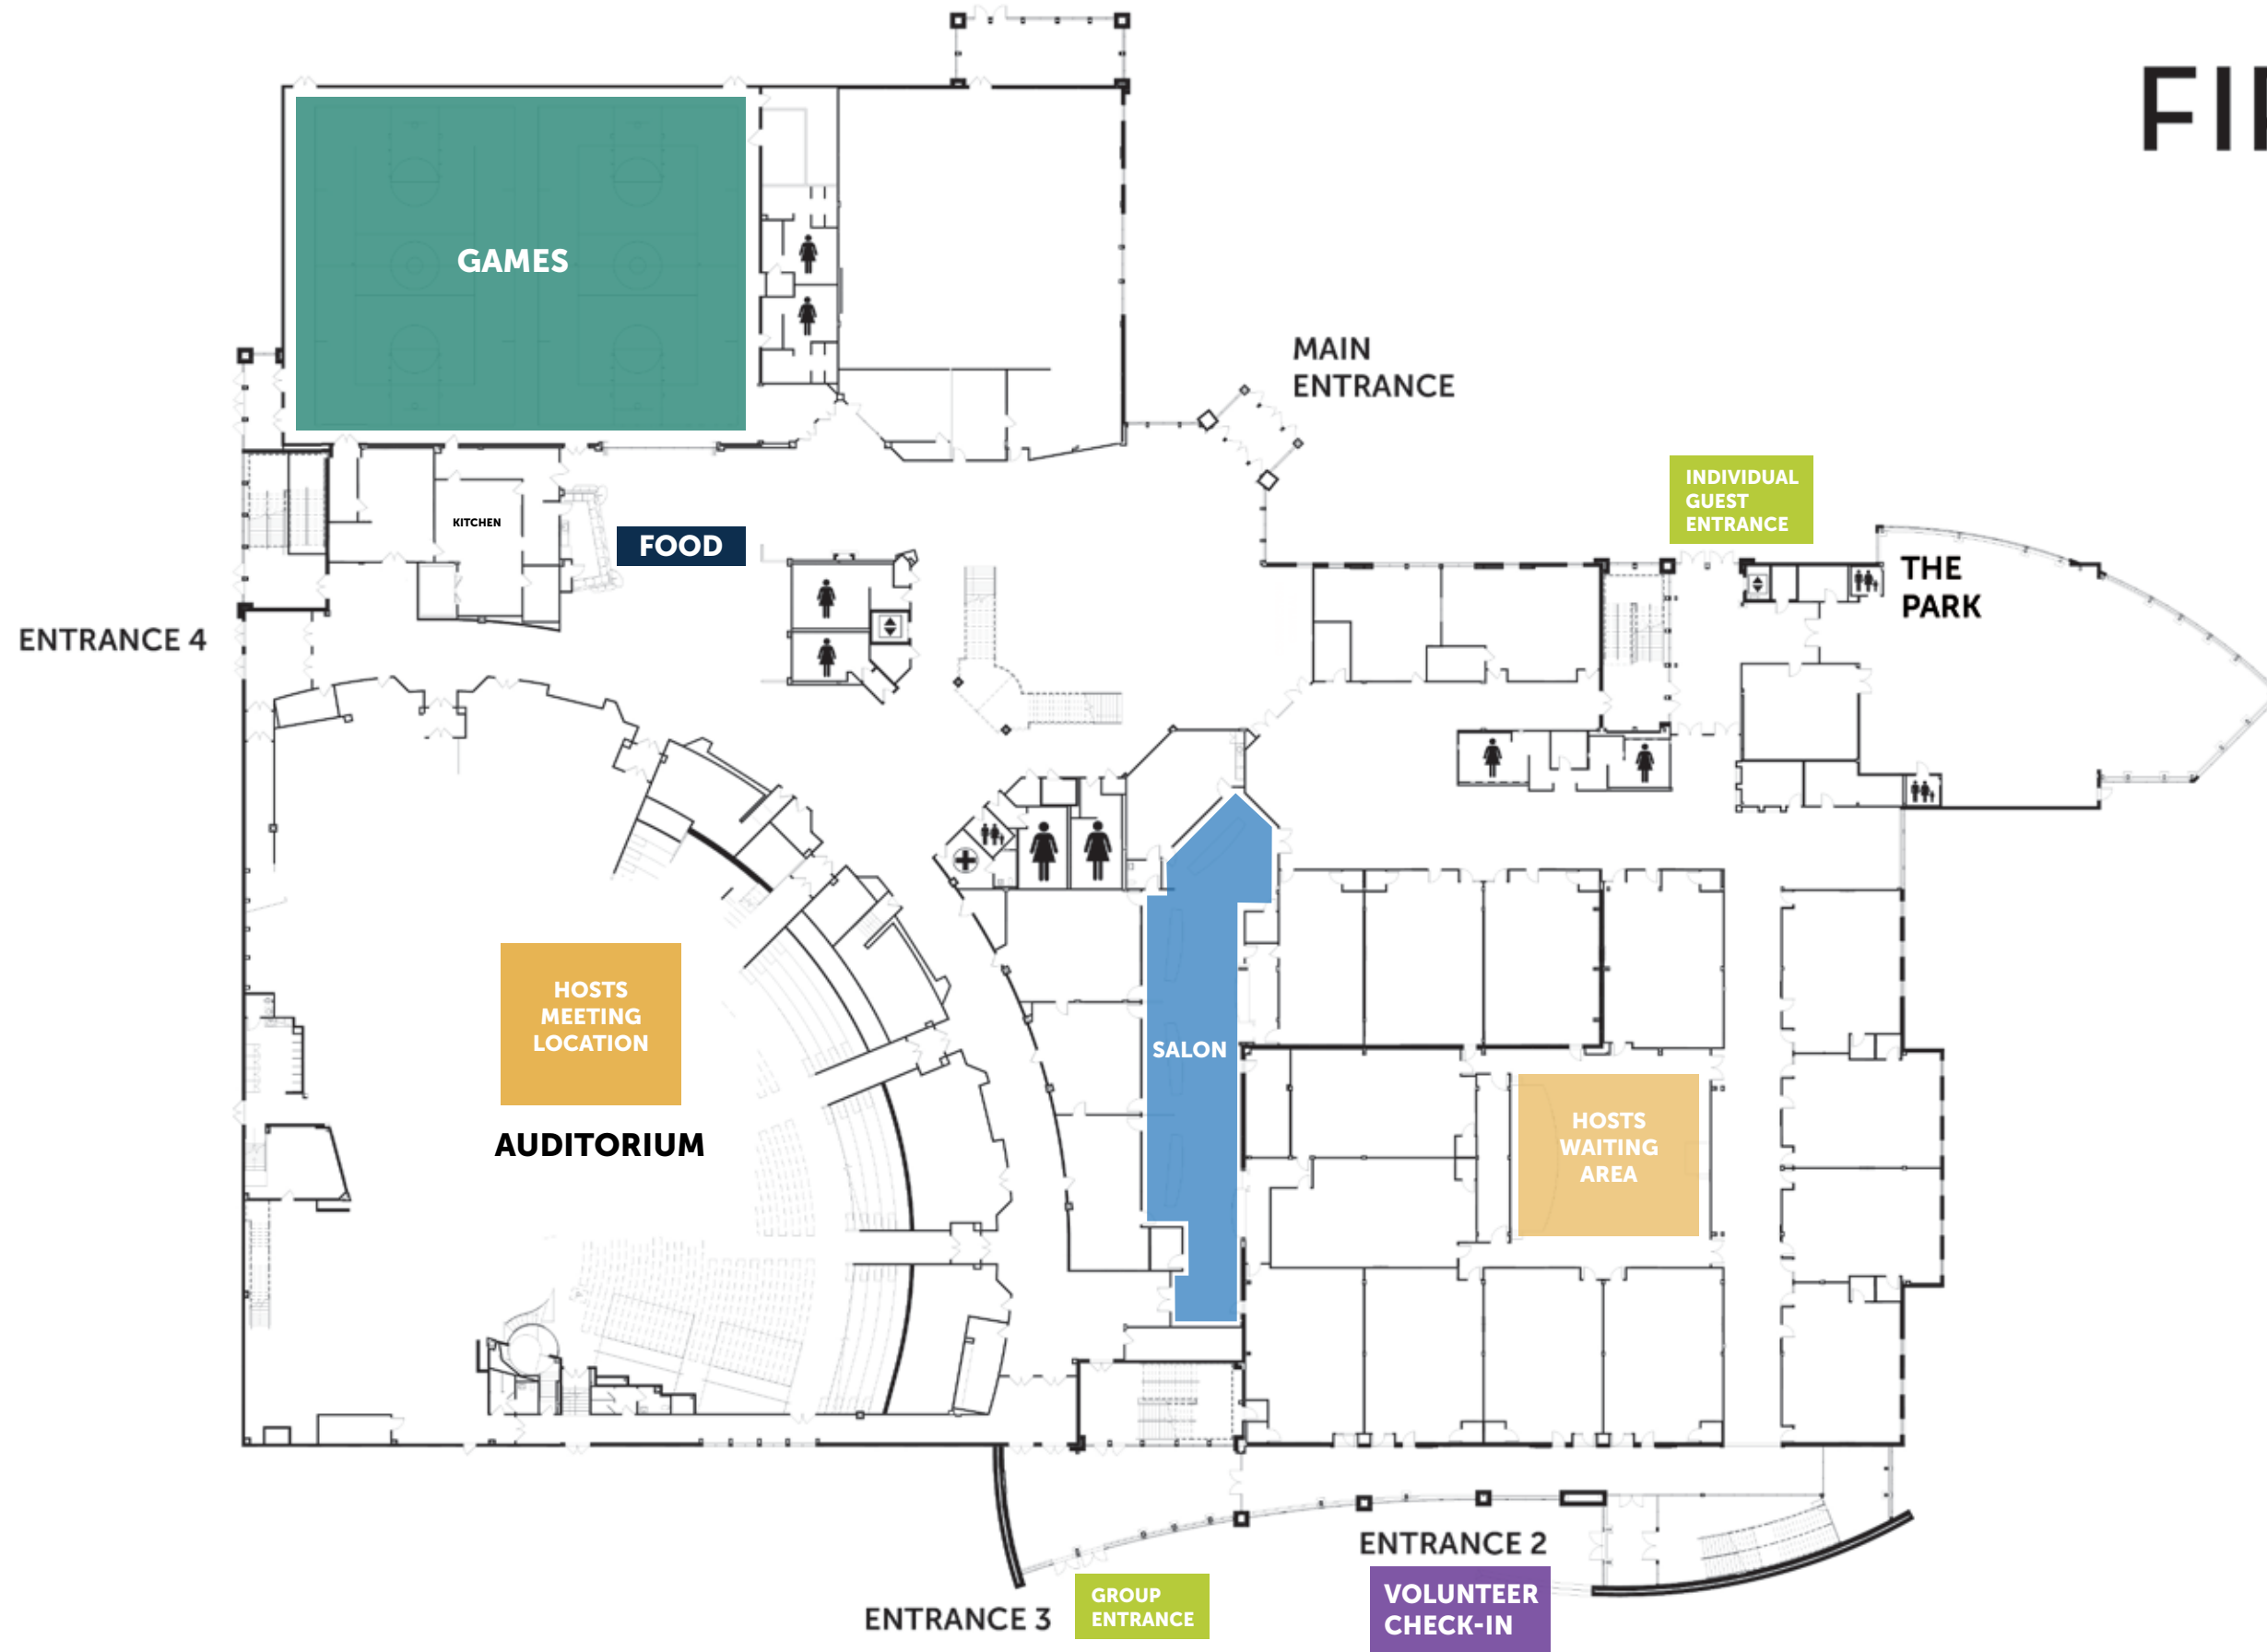 FI
GAMES
MAIN
ENTRANCE
INDIVIDUAL
GUEST
ENTRANCE
KITCHEN
FOOD
THE
PARK
ENTRANCE 4
HOSTS
MEETING
LOCATION
AUDITORIUM
SALON
HOSTS
WAITING
AREA
ENTRANCE 2
VOLUNTEER
CHECK-IN
GROUP
ENTRANCE
ENTRANCE 3